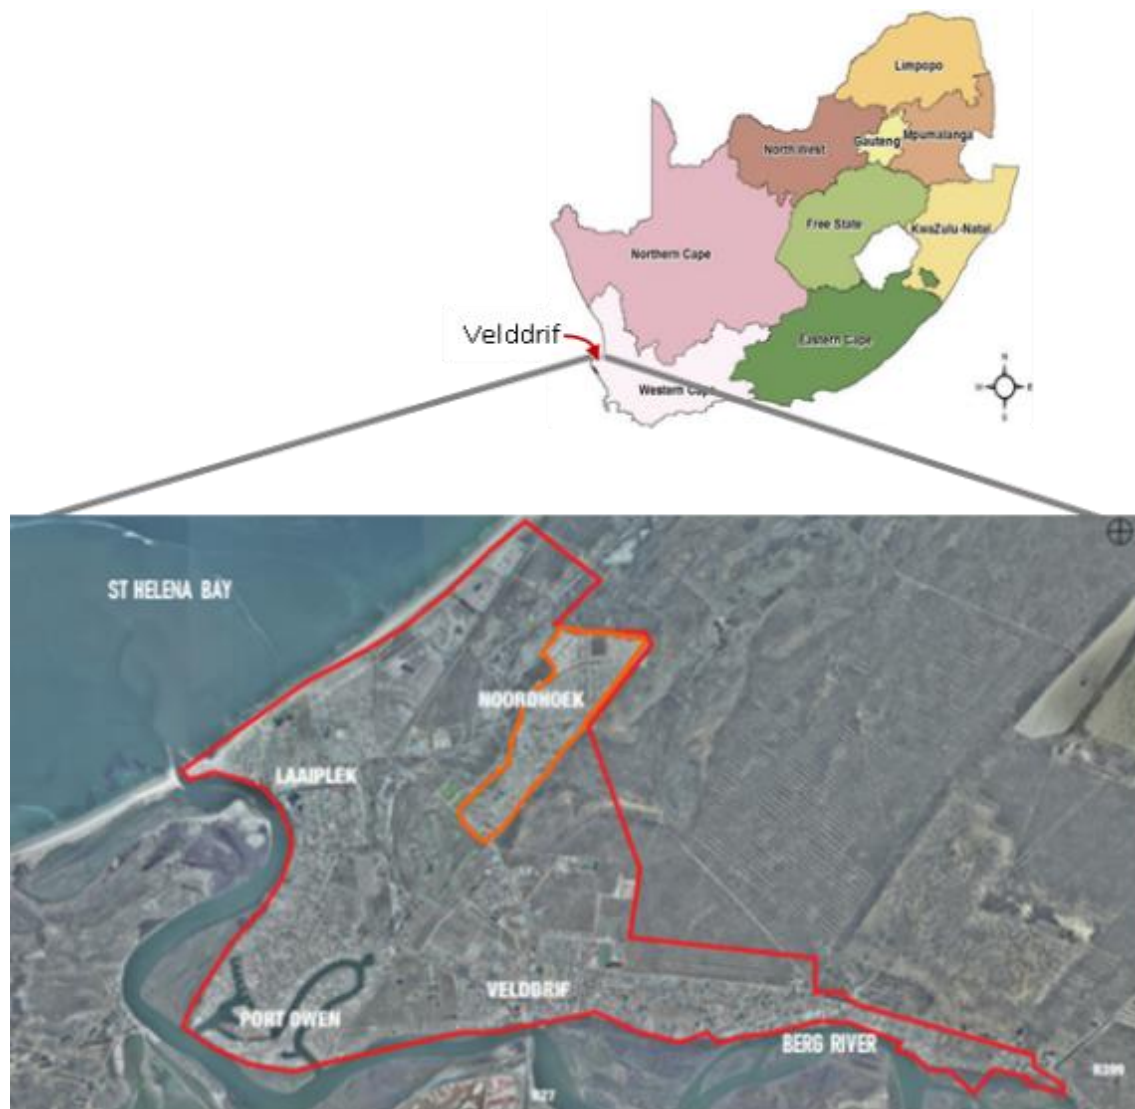 Limpopo
Mpumalanga
Gauteng
North West
Free State
KwaZulu-Natal
Northern Cape
Velddrif
Eastern Cape
Western Cape
N
E
S
ST HELENA BAY
NOORDHOEK
LAAIPLEK
VELDDRIF
PORT OWEN
BERG RIVER
R399
R27